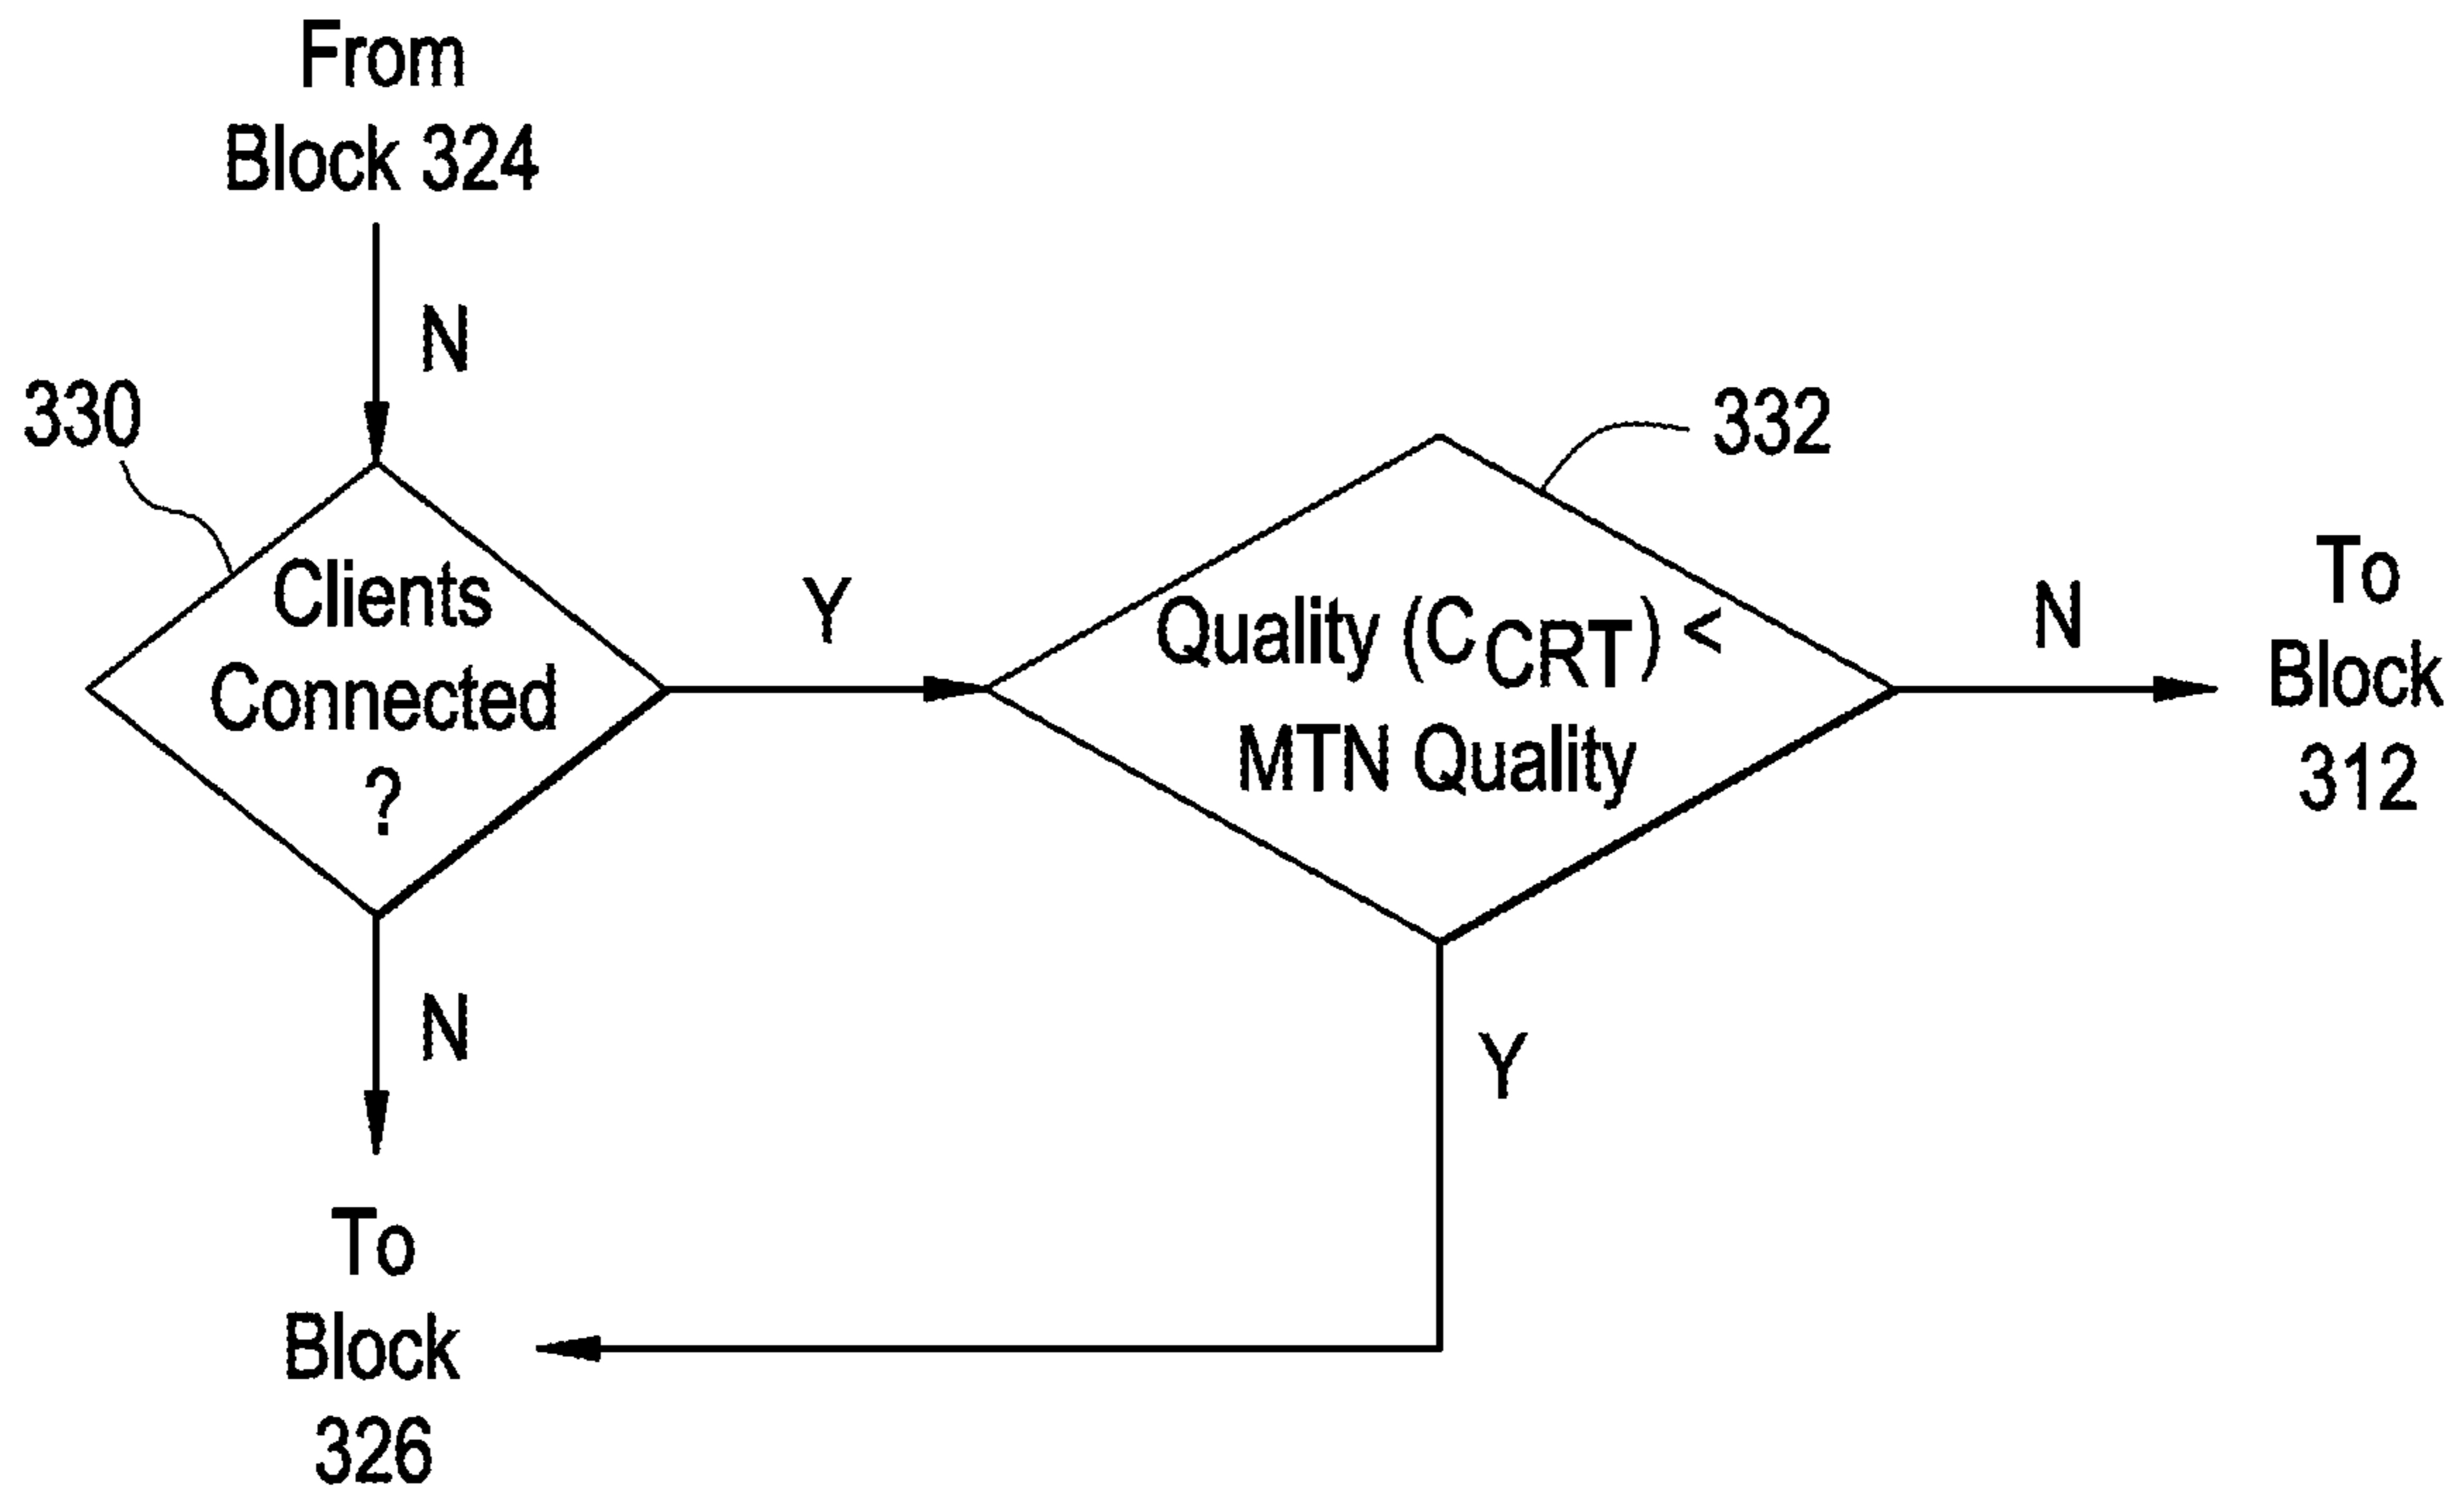 From
Block 324
N
330
Clients
Connected
?
Y
332
Quality (CCRT) <
MTN Quality
N
To
Block
312
N
Y
To
Block
326